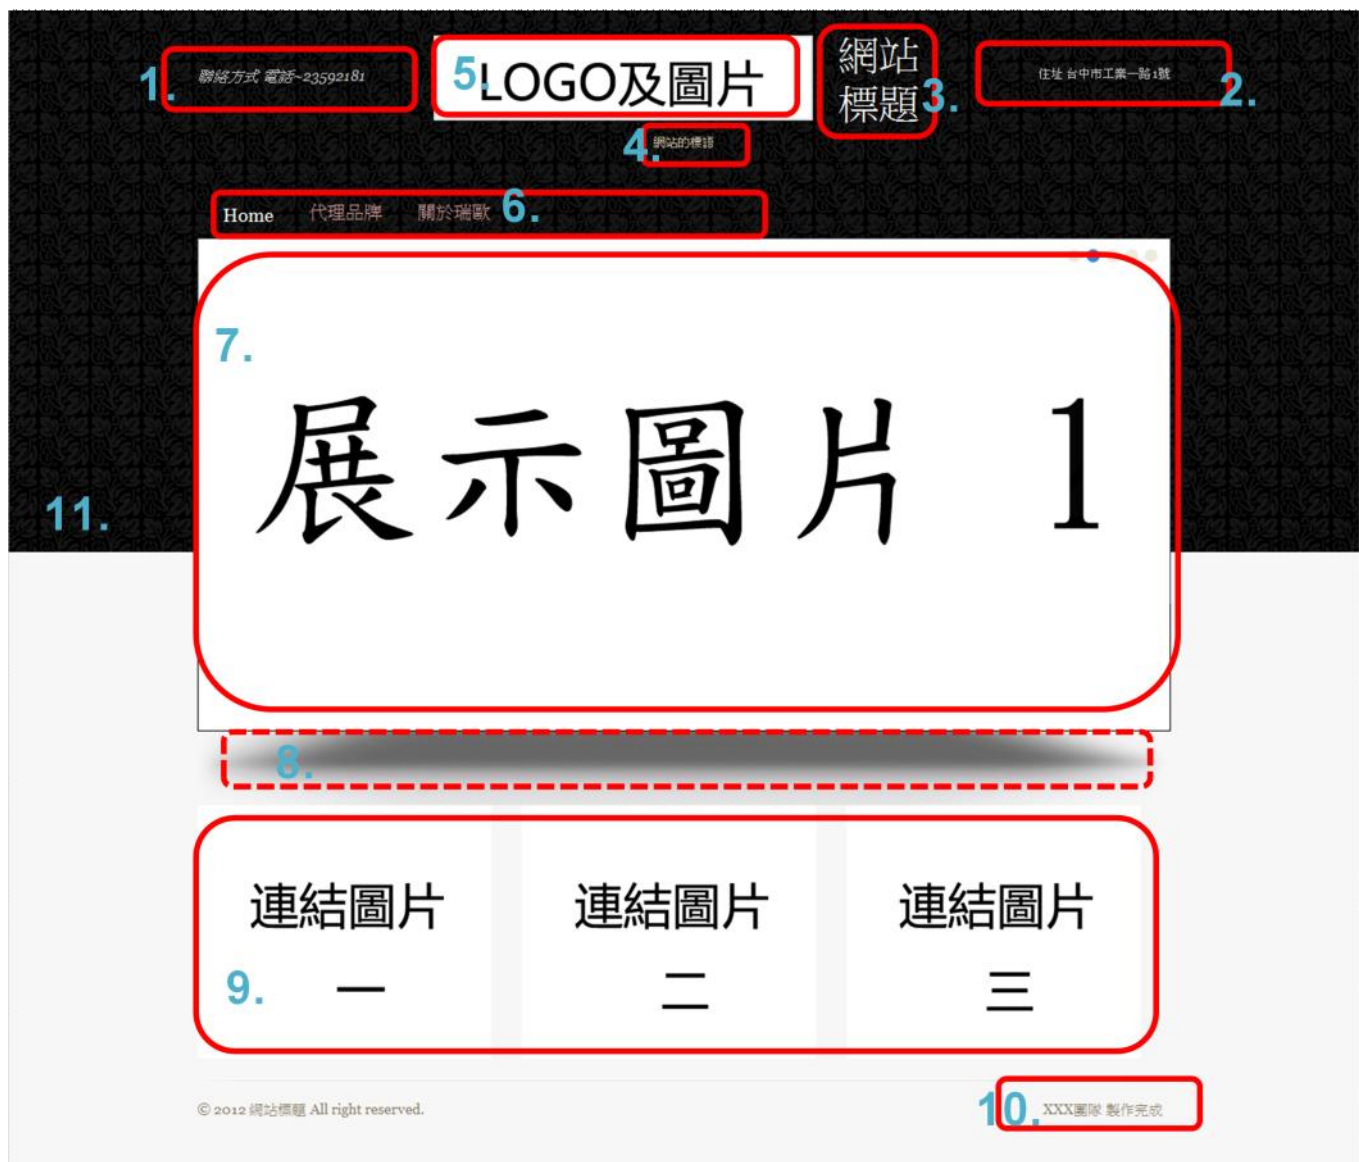 1.
聯絡方式 電話~23592181
5.
LOGO及圖片
網站
標題
3.
住址 台中市工業一路1號
2.
4.
網站的標語
Home
代理品牌
關於瑞歐
6.
7.
展示圖片 1
11.
8.
連結圖片
一
連結圖片
二
連結圖片
三
9.
© 2012 網站標題 All right reserved.
10.
XXX團隊 製作完成